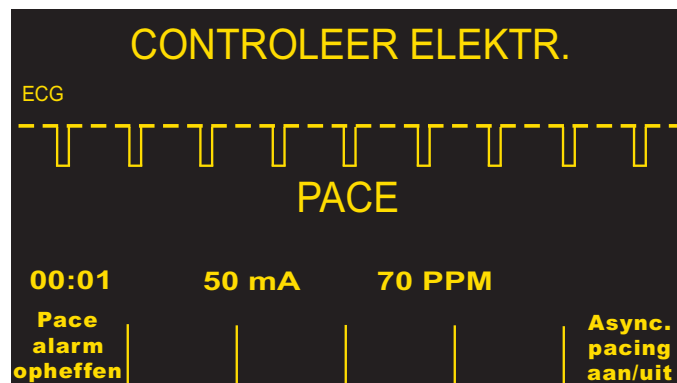 CONTROLEER ELEKTR.
ECG
PACE
00:01 50 mA 70 PPM
Pace
alarm
opheffen
Async.
pacing
aan/uit